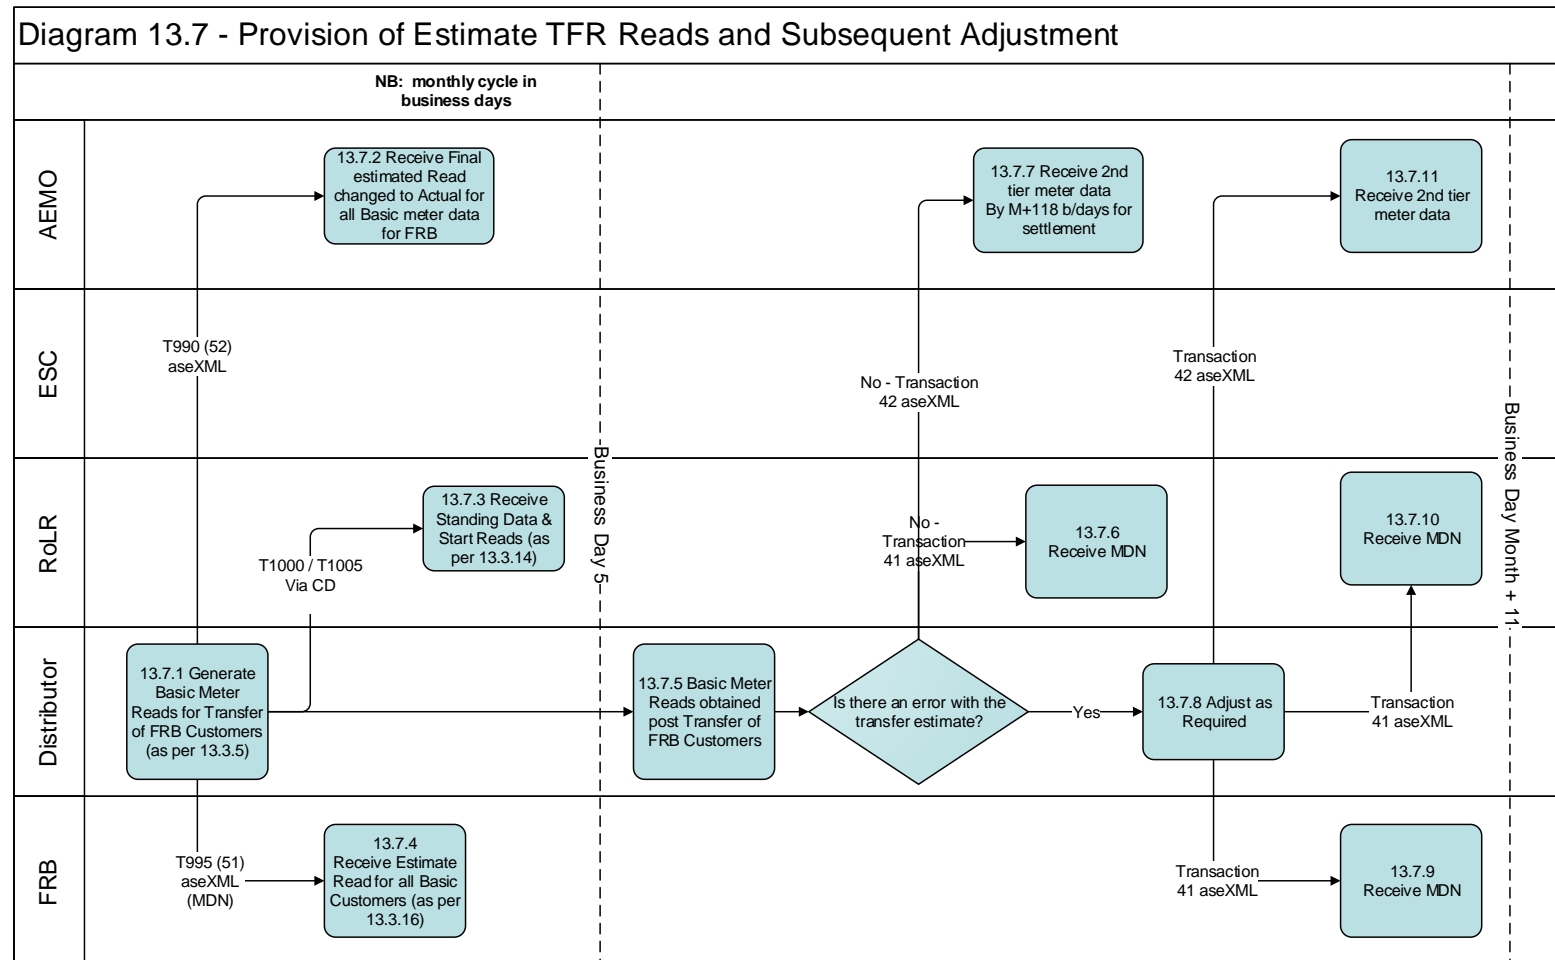 Diagram 13.7 - Provision of Estimate TFR Reads and Subsequent Adjustment
NB: monthly cycle in
business days
AEMO
13.7.2 Receive Final
estimated Read
changed to Actual for
all Basic meter data
for FRB
13.7.7 Receive 2nd
tier meter data
By M+118 b/days for
settlement
13.7.11
Receive 2nd tier
meter data
ESC
T990 (52)
aseXML
No - Transaction
42 aseXML
Transaction
42 aseXML
RoLR
T1000 / T1005
Via CD
13.7.3 Receive
Standing Data &
Start Reads (as
per 13.3.14)
Business Day 5
No -
Transaction
41 aseXML
13.7.6
Receive MDN
13.7.10
Receive MDN
Business Day Month + 11
Distributor
13.7.1 Generate
Basic Meter
Reads for Transfer
of FRB Customers
(as per 13.3.5)
13.7.5 Basic Meter
Reads obtained
post Transfer of
FRB Customers
Is there an error with the
transfer estimate?
Yes
13.7.8 Adjust as
Required
Transaction
41 aseXML
FRB
T995 (51)
aseXML
(MDN)
13.7.4
Receive Estimate
Read for all Basic
Customers (as per
13.3.16)
Transaction
41 aseXML
13.7.9
Receive MDN